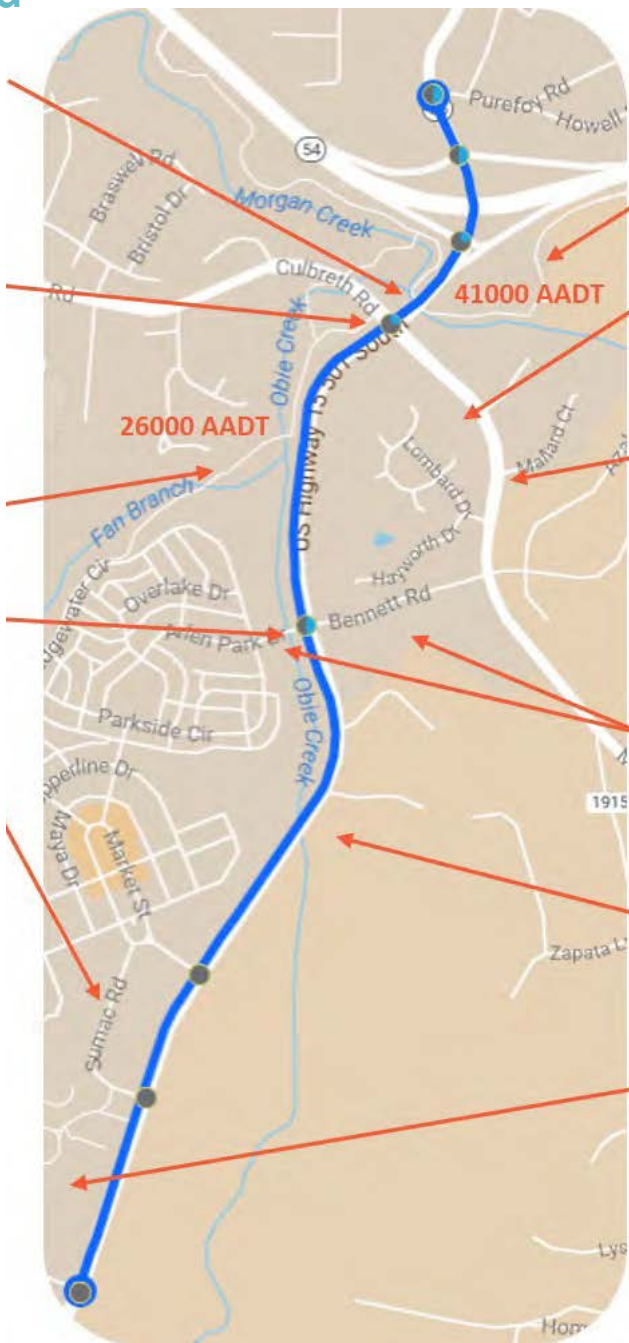 Purefoy Rd
Howell
54
Braswell Rd
Bristol Dr
Morgan Creek
Culbreth Rd
41000 AADT
Rd
Obie Creek
US Highway 15 501 South
26000 AADT
Mallard Ct
Lombard Dr
Fan Branch
Hayworth Dr
Overlake Dr
Bennett Rd
Arlen Park Dr
Obie Creek
Parkside Cir
1915
Maya Dr
Market St
Zapata L
Sumac Rd
Lys
Hom